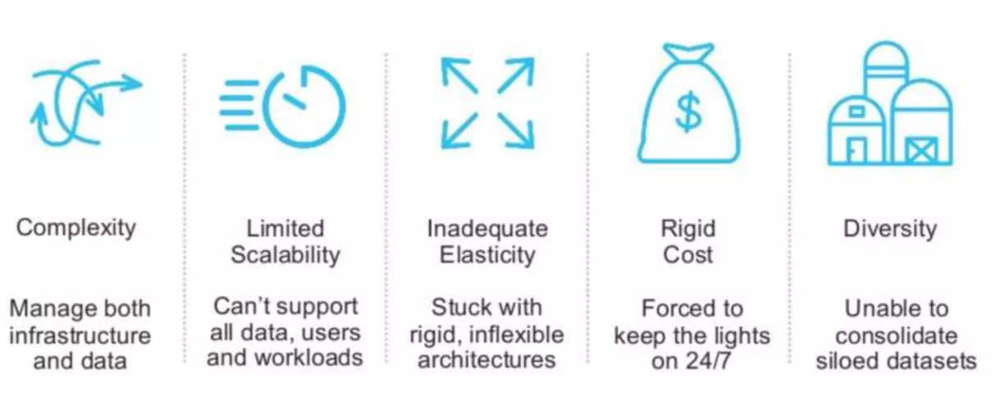 $
Complexity
Manage both
infrastructure
and data
Limited
Scalability
Can't support
all data, users
and workloads
Inadequate
Elasticity
Stuck with
rigid, inflexible
architectures
Rigid
Cost
Forced to
keep the lights
on 24/7
Diversity
Unable to
consolidate
siloed datasets